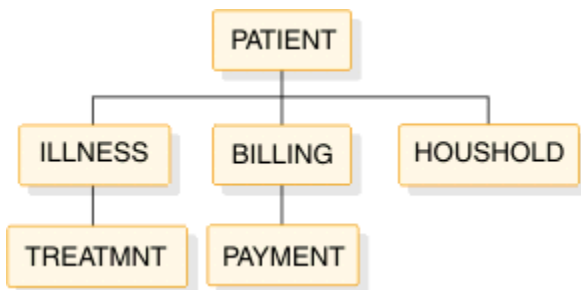 PATIENT
ILLNESS
BILLING
HOUSHOLD
TREATMNT
PAYMENT